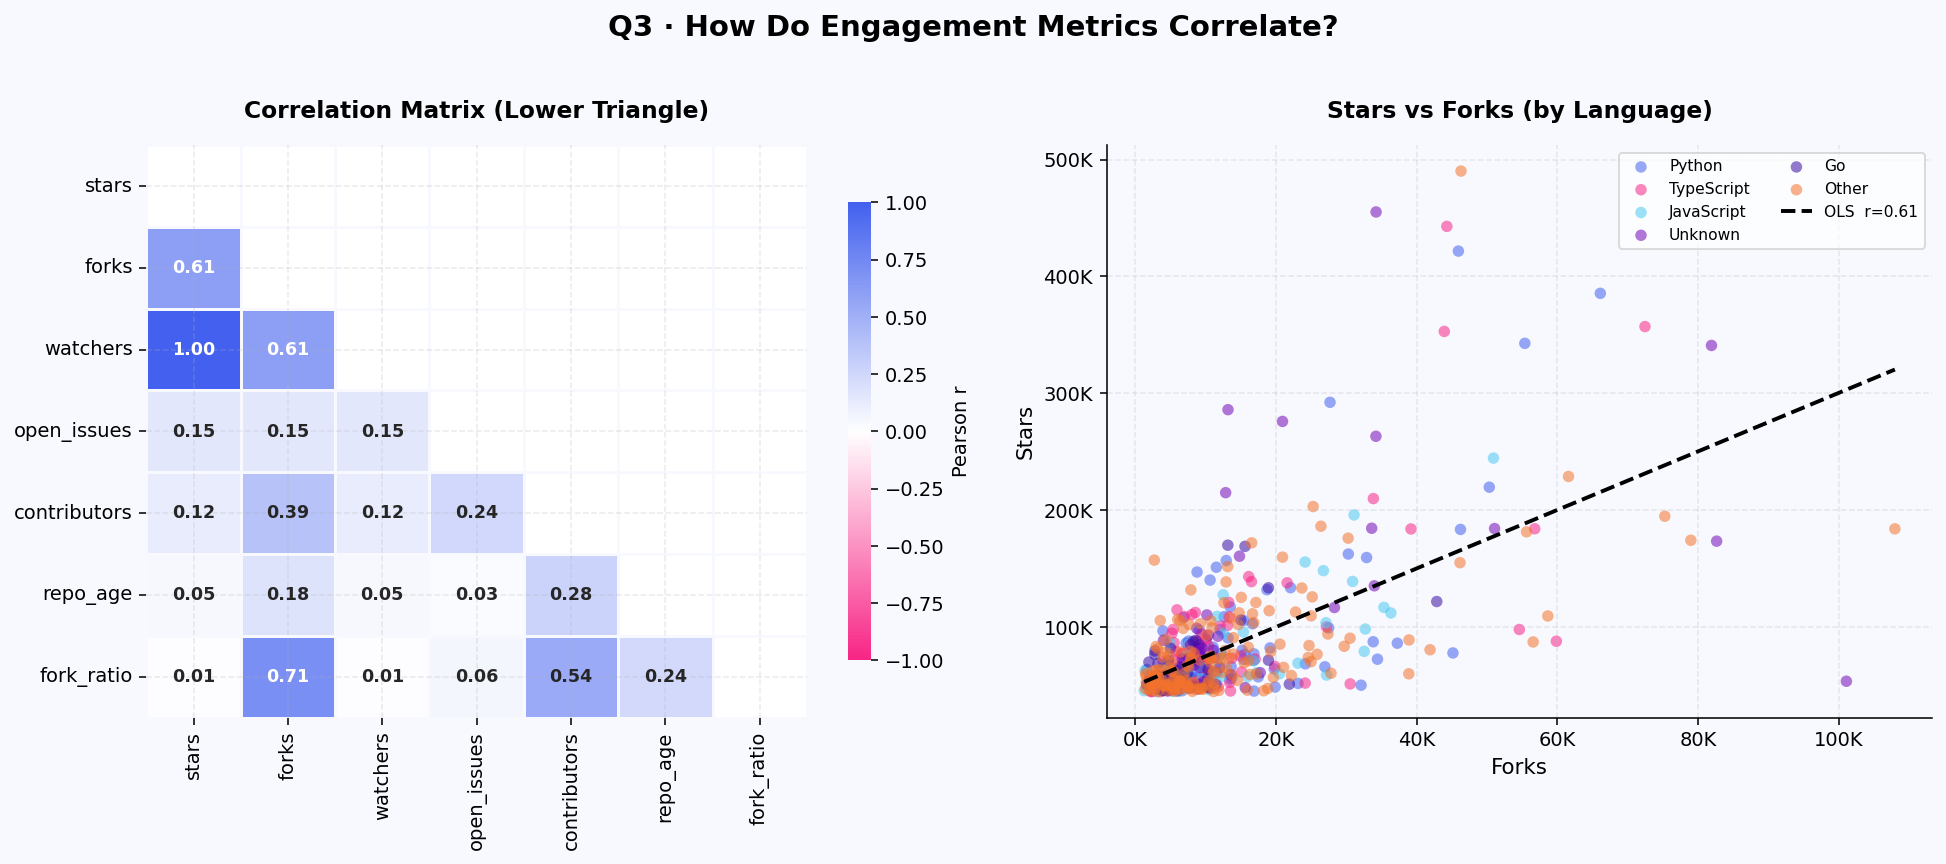 Q3 · How Do Engagement Metrics Correlate?
Correlation Matrix (Lower Triangle)
stars
forks
watchers
open_issues
contributors
repo_age
fork_ratio
0.61
1.00 0.61
0.15 0.15 0.15
0.12 0.39 0.12 0.24
0.05 0.18 0.05 0.03 0.28
0.01 0.71 0.01 0.06 0.54 0.24
stars
forks
watchers
open_issues
contributors
repo_age
fork_ratio
1.00
0.75
0.50
0.25
0.00
−0.25
−0.50
−0.75
−1.00
Pearson r
Stars vs Forks (by Language)
Python
TypeScript
JavaScript
Unknown
Go
Other
OLS r=0.61
500K
400K
300K
200K
100K
Stars
0K 20K 40K 60K 80K 100K
Forks